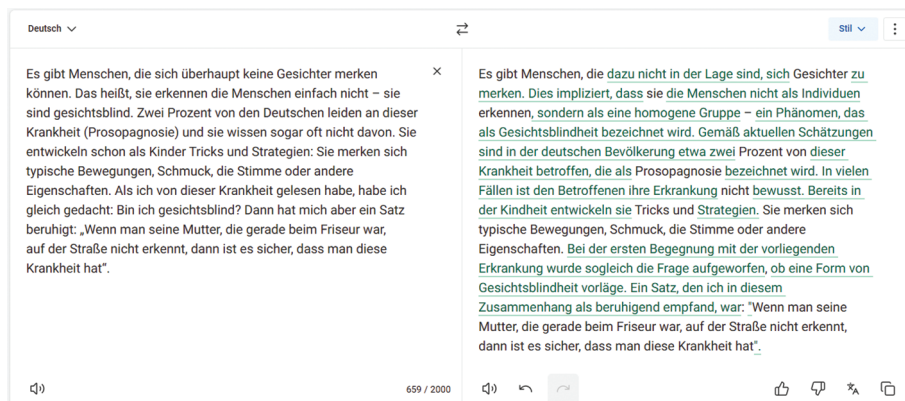 Deutsch
Stil
Es gibt Menschen, die sich überhaupt keine Gesichter merken
können. Das heißt, sie erkennen die Menschen einfach nicht – sie
sind gesichtsblind. Zwei Prozent von den Deutschen leiden an dieser
Krankheit (Prosopagnosie) und sie wissen sogar oft nicht davon. Sie
entwickeln schon als Kinder Tricks und Strategien: Sie merken sich
typische Bewegungen, Schmuck, die Stimme oder andere
Eigenschaften. Als ich von dieser Krankheit gelesen habe, habe ich
gleich gedacht: Bin ich gesichtsblind? Dann hat mich aber ein Satz
beruhigt: „Wenn man seine Mutter, die gerade beim Friseur war,
auf der Straße nicht erkennt, dann ist es sicher, dass man diese
Krankheit hat“.
659 / 2000
Es gibt Menschen, die dazu nicht in der Lage sind, sich Gesichter zu
merken. Dies impliziert, dass sie die Menschen nicht als Individuen
erkennen, sondern als eine homogene Gruppe – ein Phänomen, das
als Gesichtsblindheit bezeichnet wird. Gemäß aktuellen Schätzungen
sind in der deutschen Bevölkerung etwa zwei Prozent von dieser
Krankheit betroffen, die als Prosopagnosie bezeichnet wird. In vielen
Fällen ist den Betroffenen ihre Erkrankung nicht bewusst. Bereits in
der Kindheit entwickeln sie Tricks und Strategien. Sie merken sich
typische Bewegungen, Schmuck, die Stimme oder andere
Eigenschaften. Bei der ersten Begegnung mit der vorliegenden
Erkrankung wurde sogleich die Frage aufgeworfen, ob eine Form von
Gesichtsblindheit vorläge. Ein Satz, den ich in diesem
Zusammenhang als beruhigend empfand, war: "Wenn man seine
Mutter, die gerade beim Friseur war, auf der Straße nicht erkennt,
dann ist es sicher, dass man diese Krankheit hat".